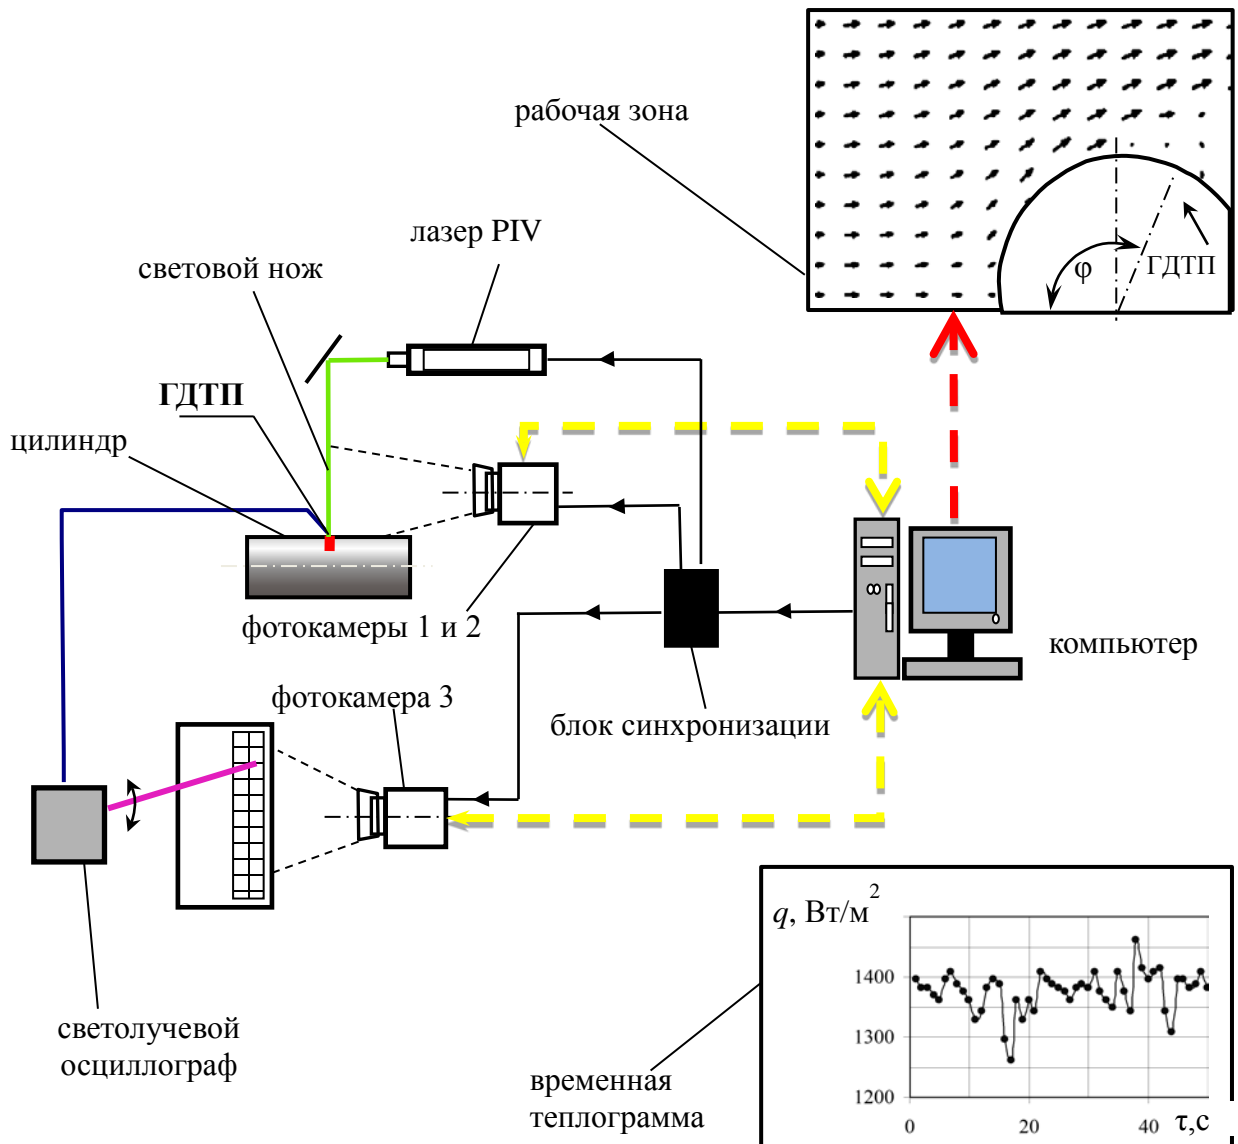 рабочая зона
φ
ГДТП
лазер PIV
световой нож
ГДТП
цилиндр
фотокамеры 1 и 2
компьютер
фотокамера 3
блок синхронизации
светолучевой
осциллограф
временная
теплограмма
q, Вт/м²
1400
1300
1200
0 20 40 τ,с